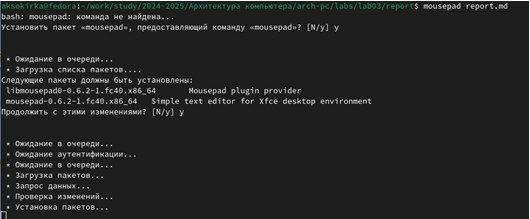 aksokirka@fedora:~/work/study/2024-2025/Архитектура компьютера/arch-pc/labs/lab03/report$ mousepad report.md
bash: mousepad: команда не найдена...
Установить пакет «mousepad», предоставляющий команду «mousepad»? [N/y] y
* Ожидание в очереди...
* Загрузка списка пакетов....
Следующие пакеты должны быть установлены:
libmousepad0-0.6.2-1.fc40.x86_64 Mousepad plugin provider
mousepad-0.6.2-1.fc40.x86_64 Simple text editor for Xfce desktop environment
Продолжить с этими изменениями? [N/y] y
* Ожидание в очереди...
* Ожидание аутентификации...
* Ожидание в очереди...
* Загрузка пакетов...
* Запрос данных...
* Проверка изменений...
* Установка пакетов...